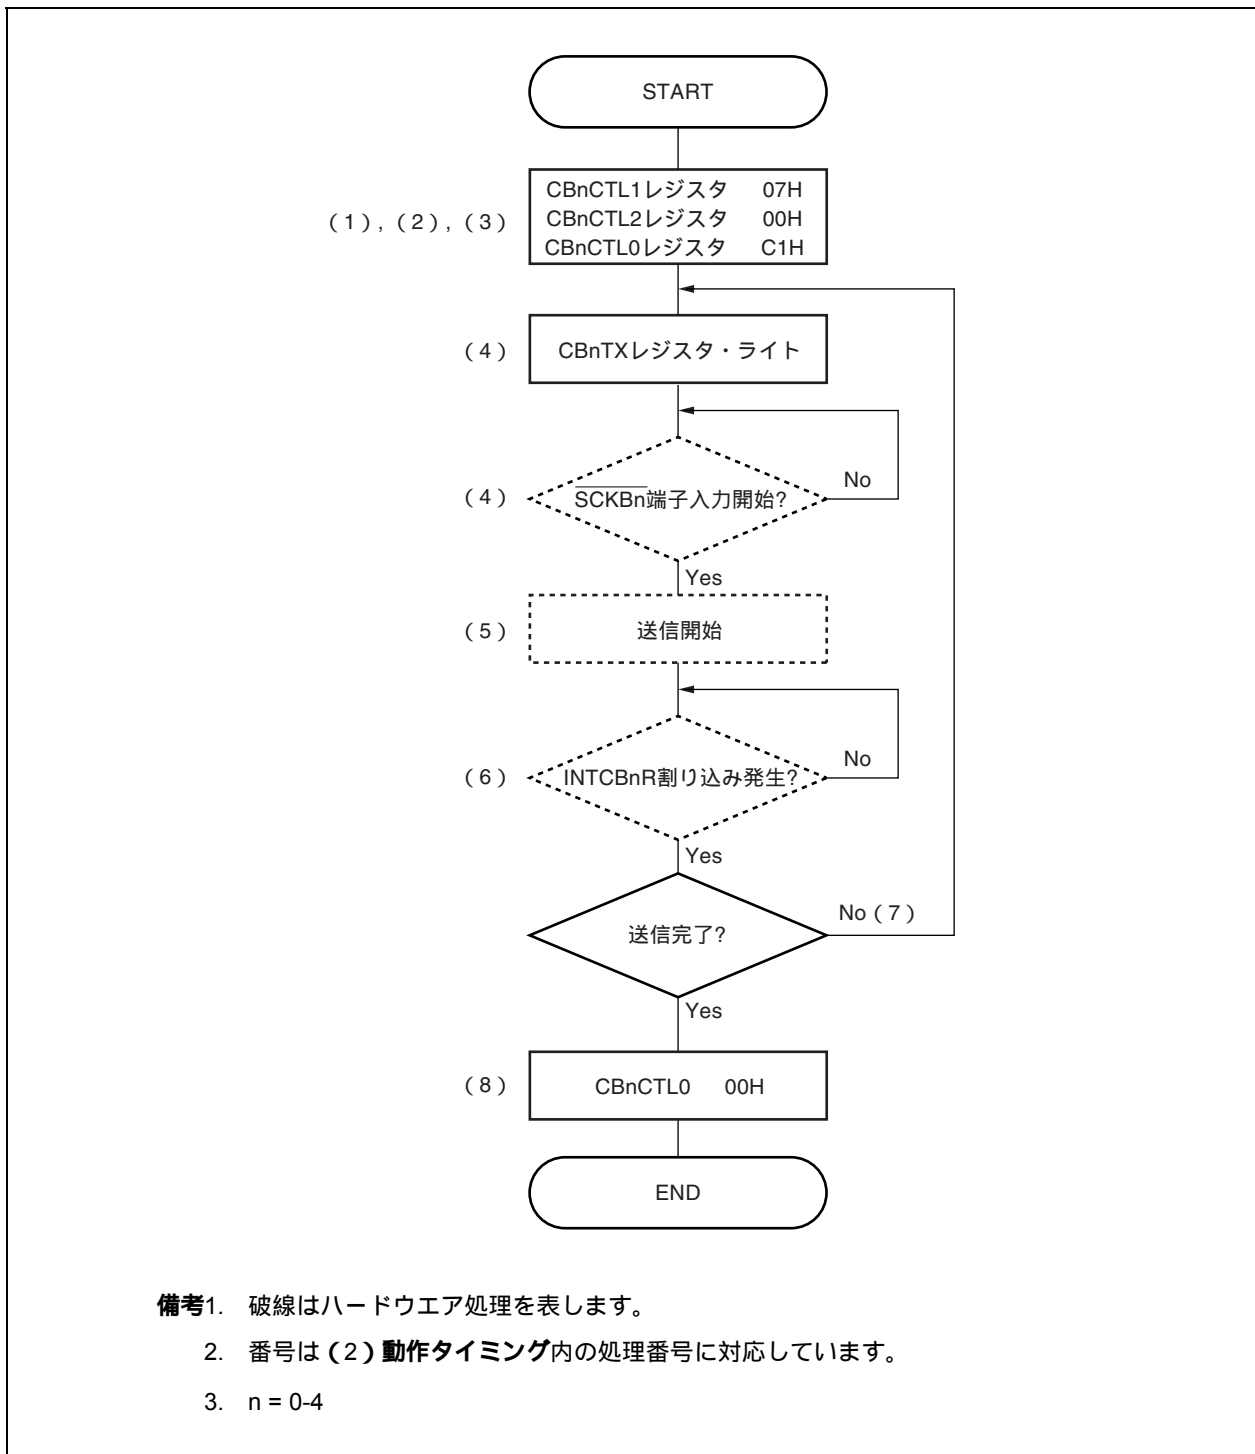 START
(1), (2), (3)
CBnCTL1レジスタ 07H
CBnCTL2レジスタ 00H
CBnCTL0レジスタ C1H
(4) CBnTXレジスタ・ライト
(4) SCKBn端子入力開始? No
Yes
(5) 送信開始
(6) INTCBnR割り込み発生? No
Yes
送信完了? No(7)
Yes
(8) CBnCTL0 00H
END
備考1. 破線はハードウエア処理を表します。
2. 番号は(2)動作タイミング内の処理番号に対応しています。
3. n = 0-4